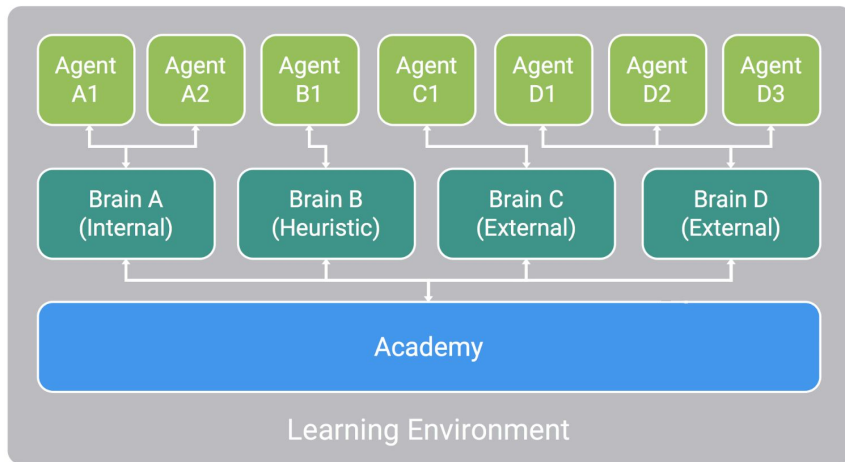 Agent
A1
Agent
A2
Agent
B1
Agent
C1
Agent
D1
Agent
D2
Agent
D3
Brain A
(Internal)
Brain B
(Heuristic)
Brain C
(External)
Brain D
(External)
Academy
Learning Environment